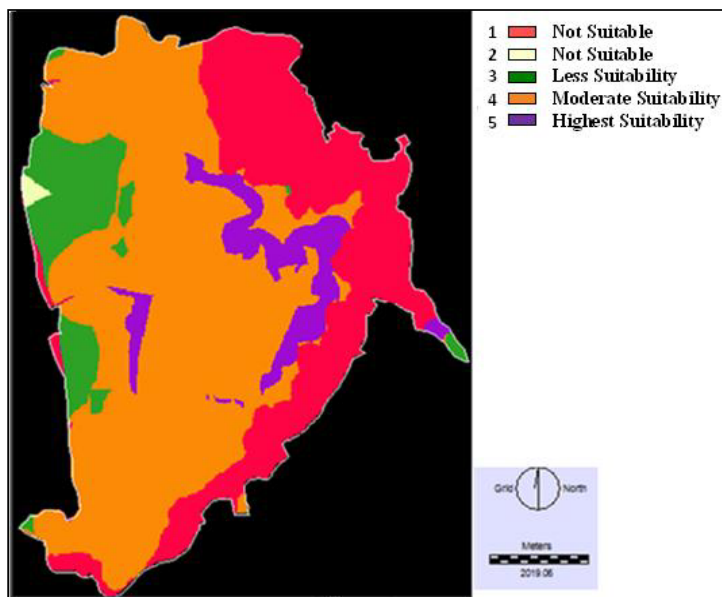 1 Not Suitable
2 Not Suitable
3 Less Suitability
4 Moderate Suitability
5 Highest Suitability
Grid North
Meters
2019.06